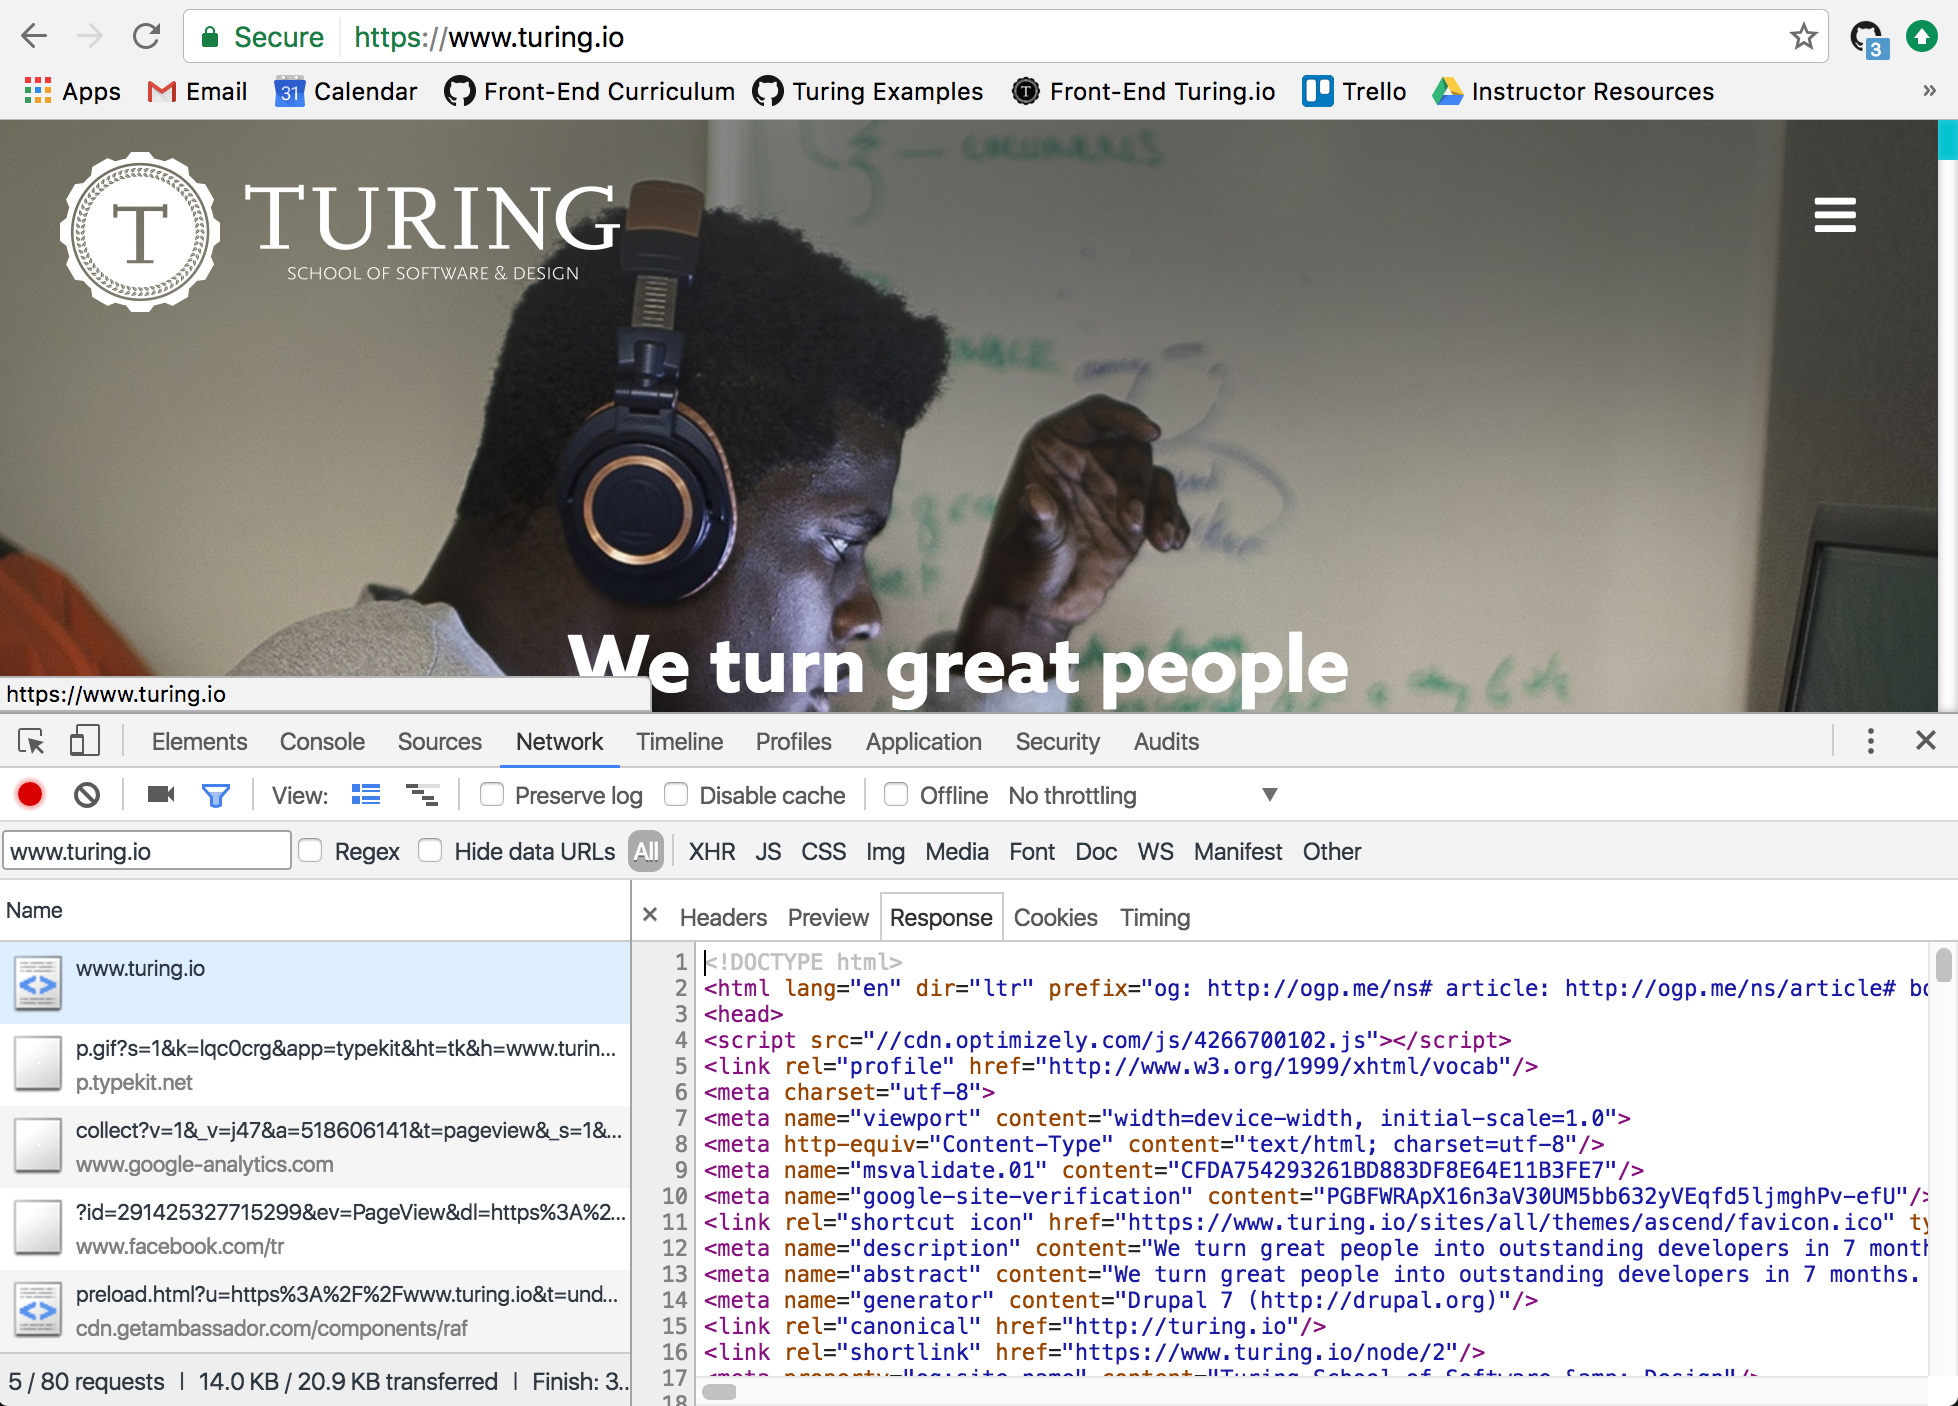 Secure https://www.turing.io
3
Apps Email 31 Calendar Front-End Curriculum Turing Examples T Front-End Turing.io Trello Instructor Resources »
T TURING
SCHOOL OF SOFTWARE & DESIGN
We turn great people
https://www.turing.io
Elements Console Sources Network Timeline Profiles Application Security Audits
View: Preserve log Disable cache Offline No throttling
www.turing.io Regex Hide data URLs All XHR JS CSS Img Media Font Doc WS Manifest Other
Name
www.turing.io
p.gif?s=1&k=lqc0crg&app=typekit&ht=tk&h=www.turin...
p.typekit.net
collect?v=1&_v=j47&a=518606141&t=pageview&_s=1&...
www.google-analytics.com
?id=291425327715299&ev=PageView&dl=https%3A%2...
www.facebook.com/tr
preload.html?u=https%3A%2F%2Fwww.turing.io&t=und...
cdn.getambassador.com/components/raf
5 / 80 requests | 14.0 KB / 20.9 KB transferred | Finish: 3...
× Headers Preview Response Cookies Timing
1 <!DOCTYPE html>
2 <html lang="en" dir="ltr" prefix="og: http://ogp.me/ns# article: http://ogp.me/ns/article# bo
3 <head>
4 <script src="//cdn.optimizely.com/js/4266700102.js"></script>
5 <link rel="profile" href="http://www.w3.org/1999/xhtml/vocab"/>
6 <meta charset="utf-8">
7 <meta name="viewport" content="width=device-width, initial-scale=1.0">
8 <meta http-equiv="Content-Type" content="text/html; charset=utf-8"/>
9 <meta name="msvalidate.01" content="CFDA754293261BD883DF8E64E11B3FE7"/>
10 <meta name="google-site-verification" content="PGBFWRApX16n3aV30UM5bb632yVEqfd5ljmghPv-efU"/>
11 <link rel="shortcut icon" href="https://www.turing.io/sites/all/themes/ascend/favicon.ico" ty
12 <meta name="description" content="We turn great people into outstanding developers in 7 month
13 <meta name="abstract" content="We turn great people into outstanding developers in 7 months.
14 <meta name="generator" content="Drupal 7 (http://drupal.org)"/>
15 <link rel="canonical" href="http://turing.io"/>
16 <link rel="shortlink" href="https://www.turing.io/node/2"/>
17 <meta property="og:site_name" content="Turing School of Software &amp; Design"/>
18